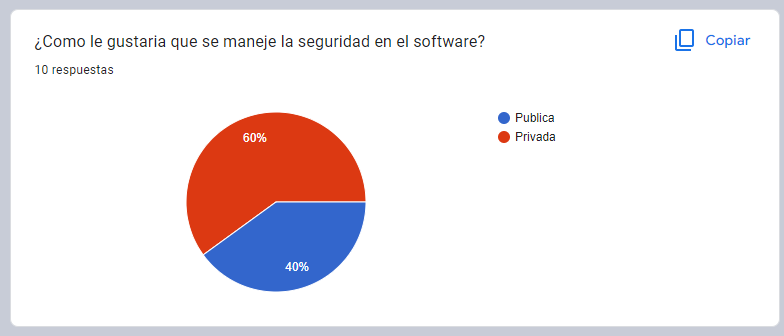 ¿Como le gustaria que se maneje la seguridad en el software?
Copiar
10 respuestas
Publica
Privada
60%
40%